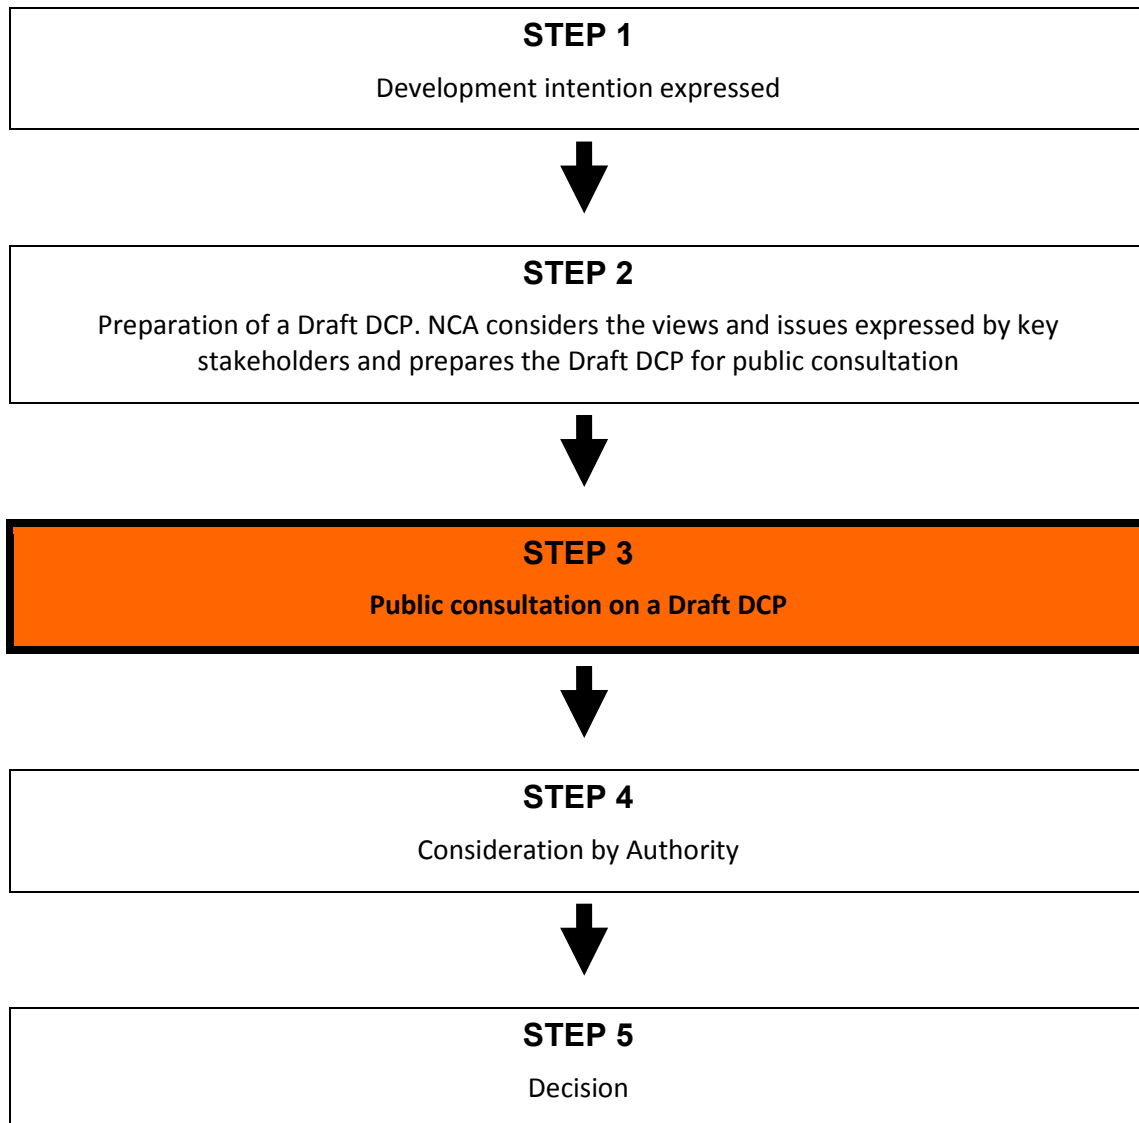 STEP 1
Development intention expressed
STEP 2
Preparation of a Draft DCP. NCA considers the views and issues expressed by key
stakeholders and prepares the Draft DCP for public consultation
STEP 3
Public consultation on a Draft DCP
STEP 4
Consideration by Authority
STEP 5
Decision